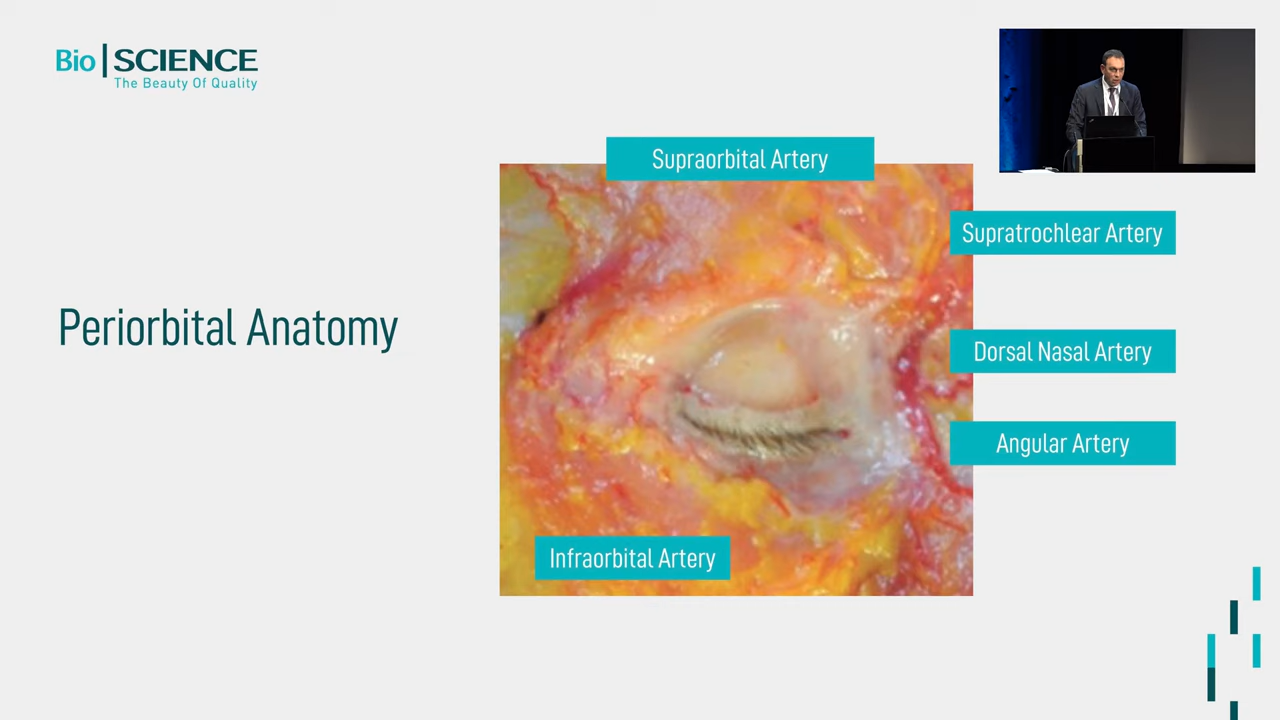 Bio | SCIENCE
The Beauty Of Quality
Supraorbital Artery
Supratrochlear Artery
Periorbital Anatomy
Dorsal Nasal Artery
Angular Artery
Infraorbital Artery